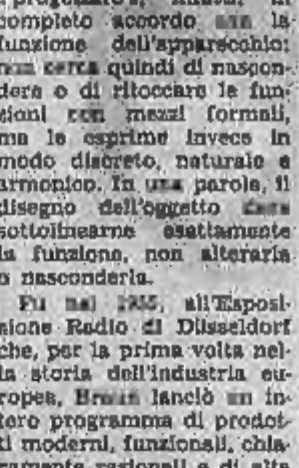 completo accordo con la
funzione dell'apparecchio:
non cerca quindi di nascon-
dere o di ritoccare le fun-
zioni con mezzi formali,
ma le esprime invece in
modo discreto, naturale e
armonico. In una parola, il
disegno dell'oggetto deve
sottolinearne esattamente
la funzione, non alterarla
o nasconderla.
Fu nel 1955, all'Esposi-
zione Radio di Düsseldorf
che, per la prima volta nel-
la storia dell'industria eu-
ropea, Braun lanciò un in-
tero programma di prodot-
ti moderni, funzionali, chia-
ramente razionali e di alta